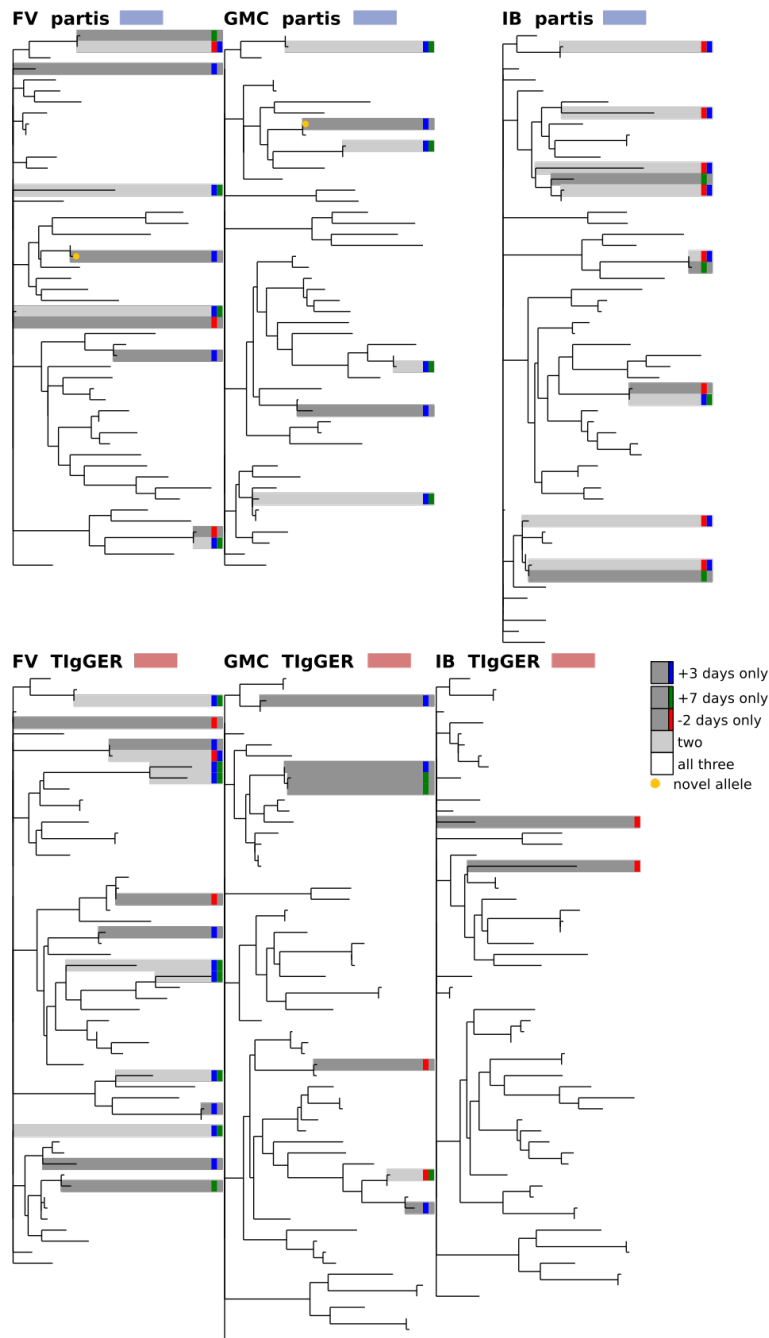 FV partis
GMC partis
IB partis
FV TIgGER
GMC TIgGER
IB TIgGER
+3 days only
+7 days only
-2 days only
two
all three
novel allele